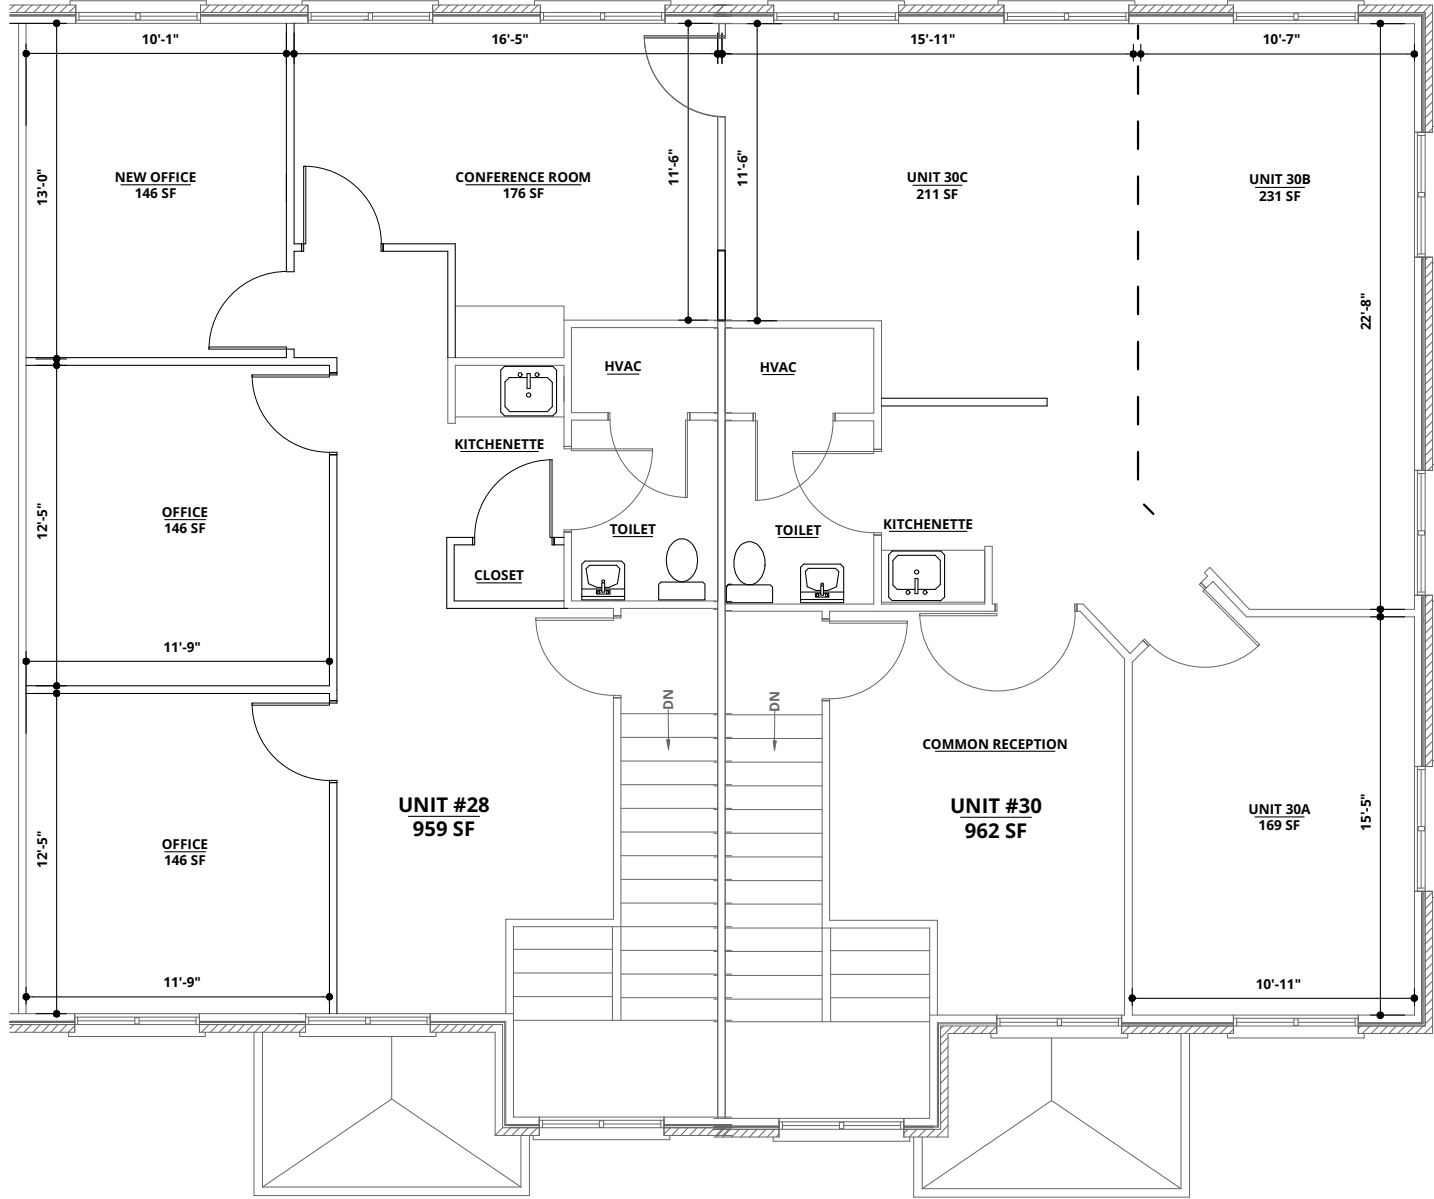 10'-1"
16'-5"
15'-11"
10'-7"
13'-0"
NEW OFFICE
146 SF
CONFERENCE ROOM
176 SF
11'-6"
11'-6"
UNIT 30C
211 SF
UNIT 30B
231 SF
22'-8"
HVAC
HVAC
KITCHENETTE
12'-5"
OFFICE
146 SF
TOILET
TOILET
KITCHENETTE
CLOSET
11'-9"
DN
DN
COMMON RECEPTION
UNIT #28
959 SF
UNIT #30
962 SF
UNIT 30A
169 SF
15'-5"
12'-5"
OFFICE
146 SF
11'-9"
10'-11"